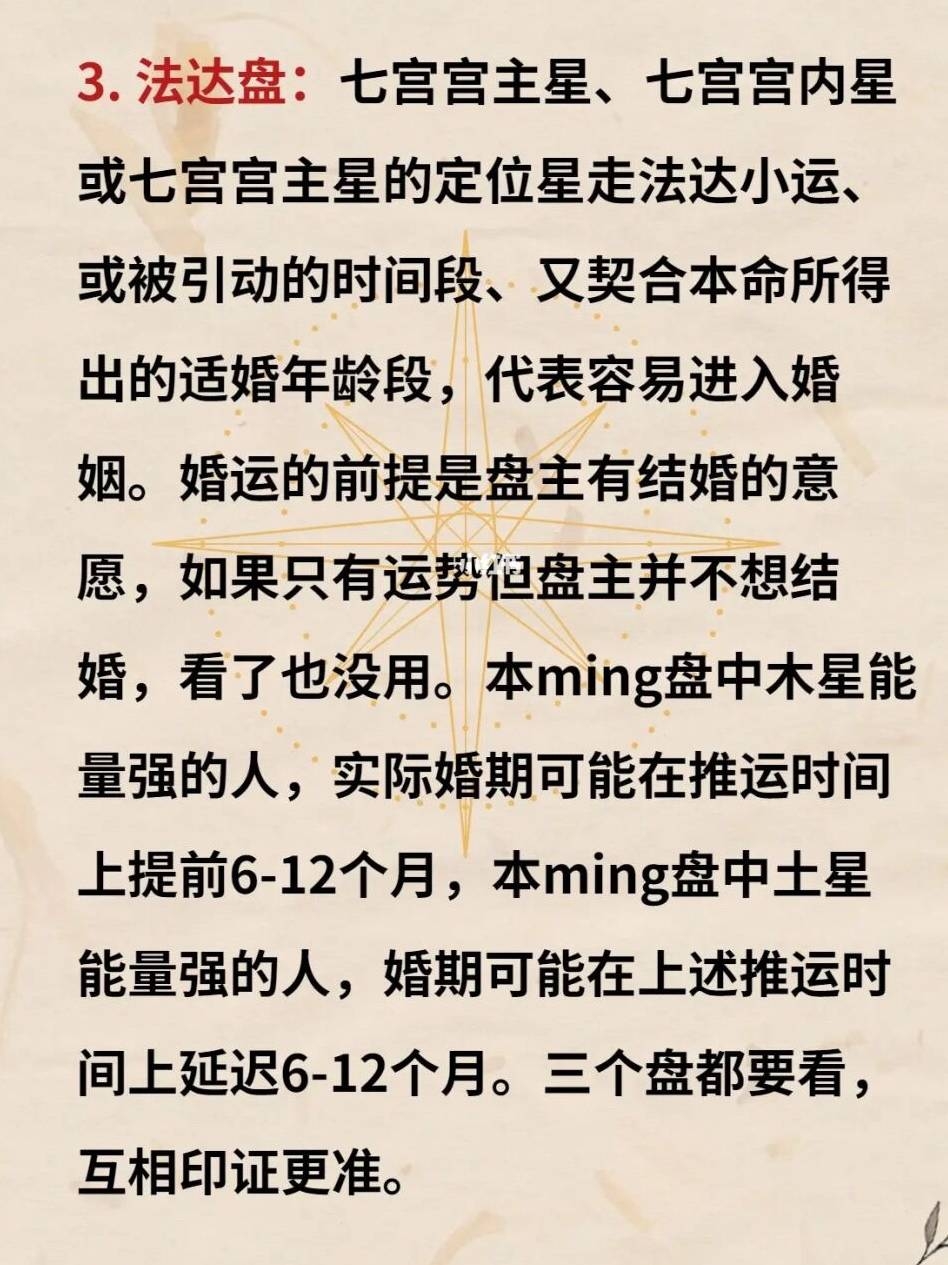 3. 法达盘：七宫宫主星、七宫宫内星
或七宫宫主星的定位星走法达小运、
或被引动的时间段、又契合本命所得
出的适婚年龄段，代表容易进入婚
姻。婚运的前提是盘主有结婚的意
愿，如果只有运势但盘主并不想结
婚，看了也没用。本ming盘中木星能
量强的人，实际婚期可能在推运时间
上提前6-12个月，本ming盘中土星
能量强的人，婚期可能在上述推运时
间上延迟6-12个月。三个盘都要看，
互相印证更准。